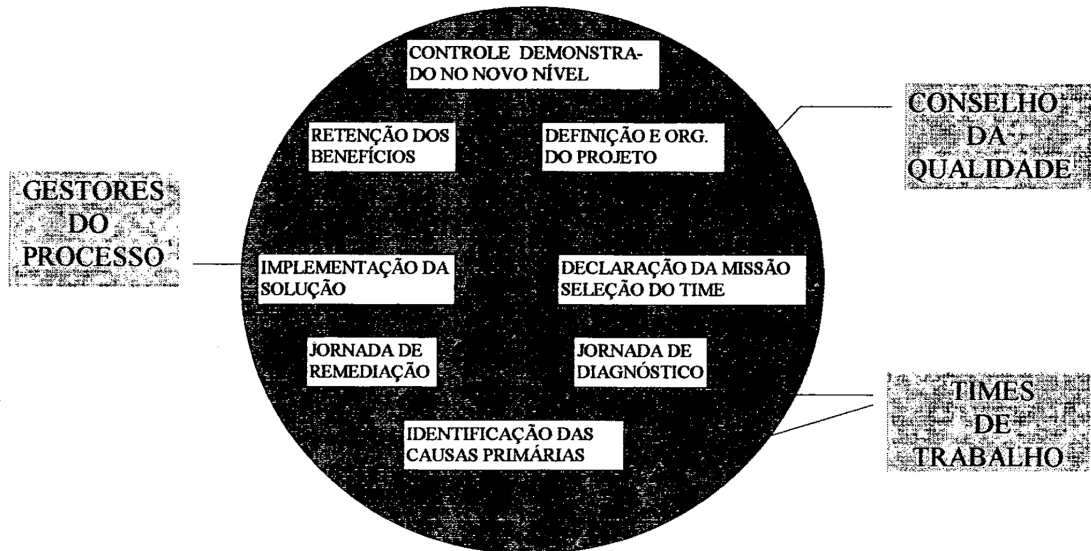 CONTROLE DEMONSTRA-
DO NO NOVO NÍVEL
RETENÇÃO DOS
BENEFÍCIOS
DEFINIÇÃO E ORG.
DO PROJETO
CONSELHO
DA
QUALIDADE
GESTORES
DO
PROCESSO
IMPLEMENTAÇÃO DA
SOLUÇÃO
DECLARAÇÃO DA MISSÃO
SELEÇÃO DO TIME
JORNADA DE
REMEDIAÇÃO
JORNADA DE
DIAGNÓSTICO
IDENTIFICAÇÃO DAS
CAUSAS PRIMÁRIAS
TIMES
DE
TRABALHO